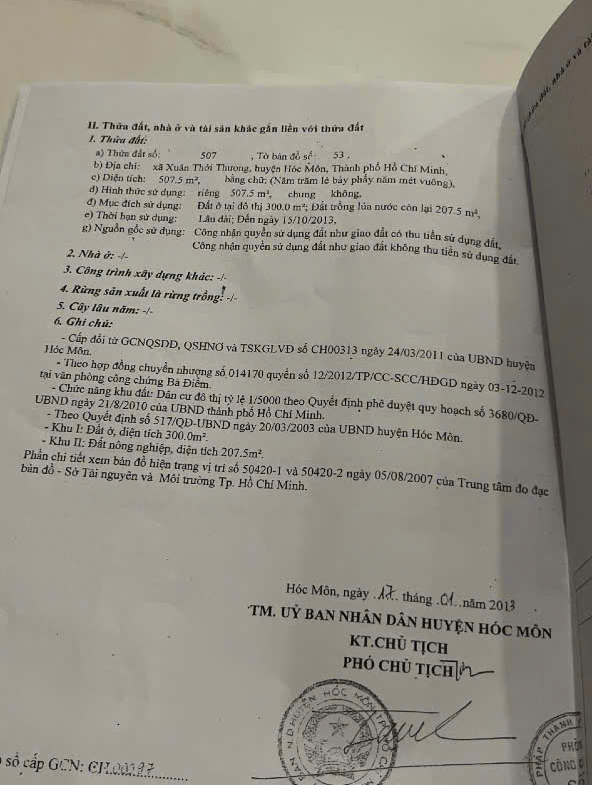 II. Thửa đất, nhà ở và tài sản khác gắn liền với thửa đất
1. Thửa đất:
a) Thửa đất số: 507 , Tờ bản đồ số: 53 .
b) Địa chỉ: xã Xuân Thới Thượng, huyện Hóc Môn, Thành phố Hồ Chí Minh,
c) Diện tích: 507.5 m², bằng chữ: (Năm trăm lẻ bảy phẩy năm mét vuông),
d) Hình thức sử dụng: riêng 507.5 m², chung không,
đ) Mục đích sử dụng: Đất ở tại đô thị 300.0 m²; Đất trồng lúa nước còn lại 207.5 m²,
e) Thời hạn sử dụng: Lâu dài; Đến ngày 15/10/2013,
g) Nguồn gốc sử dụng: Công nhận quyền sử dụng đất như giao đất có thu tiền sử dụng đất,
Công nhận quyền sử dụng đất như giao đất không thu tiền sử dụng đất.
2. Nhà ở: -/-
3. Công trình xây dựng khác: -/-
4. Rừng sản xuất là rừng trồng: -/-
5. Cây lâu năm: -/-
6. Ghi chú:
- Cấp đổi từ GCNQSDĐ, QSHNƠ và TSKGLVĐ số CH00313 ngày 24/03/2011 của UBND huyện
Hóc Môn.
- Theo hợp đồng chuyển nhượng số 014170 quyển số 12/2012/TP/CC-SCC/HĐGD ngày 03-12-2012
tại văn phòng công chứng Bà Điểm.
- Chức năng khu đất: Dân cư đô thị tỷ lệ 1/5000 theo Quyết định phê duyệt quy hoạch số 3680/QĐ-
UBND ngày 21/8/2010 của UBND thành phố Hồ Chí Minh.
- Theo Quyết định số 517/QĐ-UBND ngày 20/03/2003 của UBND huyện Hóc Môn.
- Khu I: Đất ở, diện tích 300.0m².
- Khu II: Đất nông nghiệp, diện tích 207.5m².
Phần chi tiết xem bản đồ hiện trạng vị trí số 50420-1 và 50420-2 ngày 05/08/2007 của Trung tâm đo đạc
bản đồ - Sở Tài nguyên và Môi trường Tp. Hồ Chí Minh.
Hóc Môn, ngày .17. tháng .01..năm 2013
TM. UỶ BAN NHÂN DÂN HUYỆN HÓC MÔN
KT.CHỦ TỊCH
PHÓ CHỦ TỊCH
HUYỆN HÓC MÔN
số cấp GCN:
PHÁP THÀNH
PHÒ
CÔNG